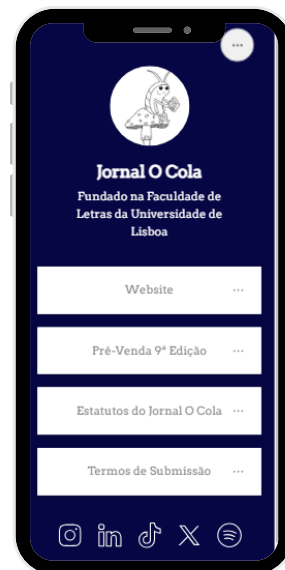 Jornal O Cola
Fundado na Faculdade de
Letras da Universidade de
Lisboa
Website
Pré-Venda 9ª Edição
Estatutos do Jornal O Cola
Termos de Submissão